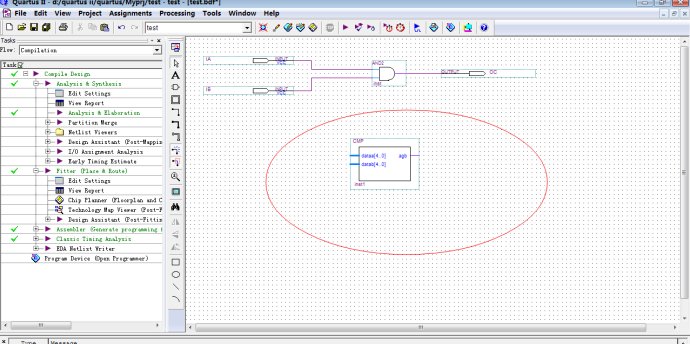 Quartus II - d:/quartus ii/quartus/Myprj/test - test - [test.bdf*]
File Edit View Project Assignments Processing Tools Window Help
test
Tasks
Flow: Compilation
Task
Compile Design
Analysis & Synthesis
Edit Settings
View Report
Analysis & Elaboration
Partition Merge
Netlist Viewers
Design Assistant (Post-Mappin
I/O Assignment Analysis
Early Timing Estimate
Fitter (Place & Route)
Edit Settings
View Report
Chip Planner (Floorplan and C
Technology Map Viewer (Post-F
Design Assistant (Post-Fittin
Assembler (Generate programming f
Classic Timing Analysis
EDA Netlist Writer
Program Device (Open Programmer)
IA
INPUT
VCC
AND2
inst
OUTPUT
OC
IB
INPUT
VCC
CMP
dataa[4..0]
agb
datab[4..0]
inst1
Type
Message